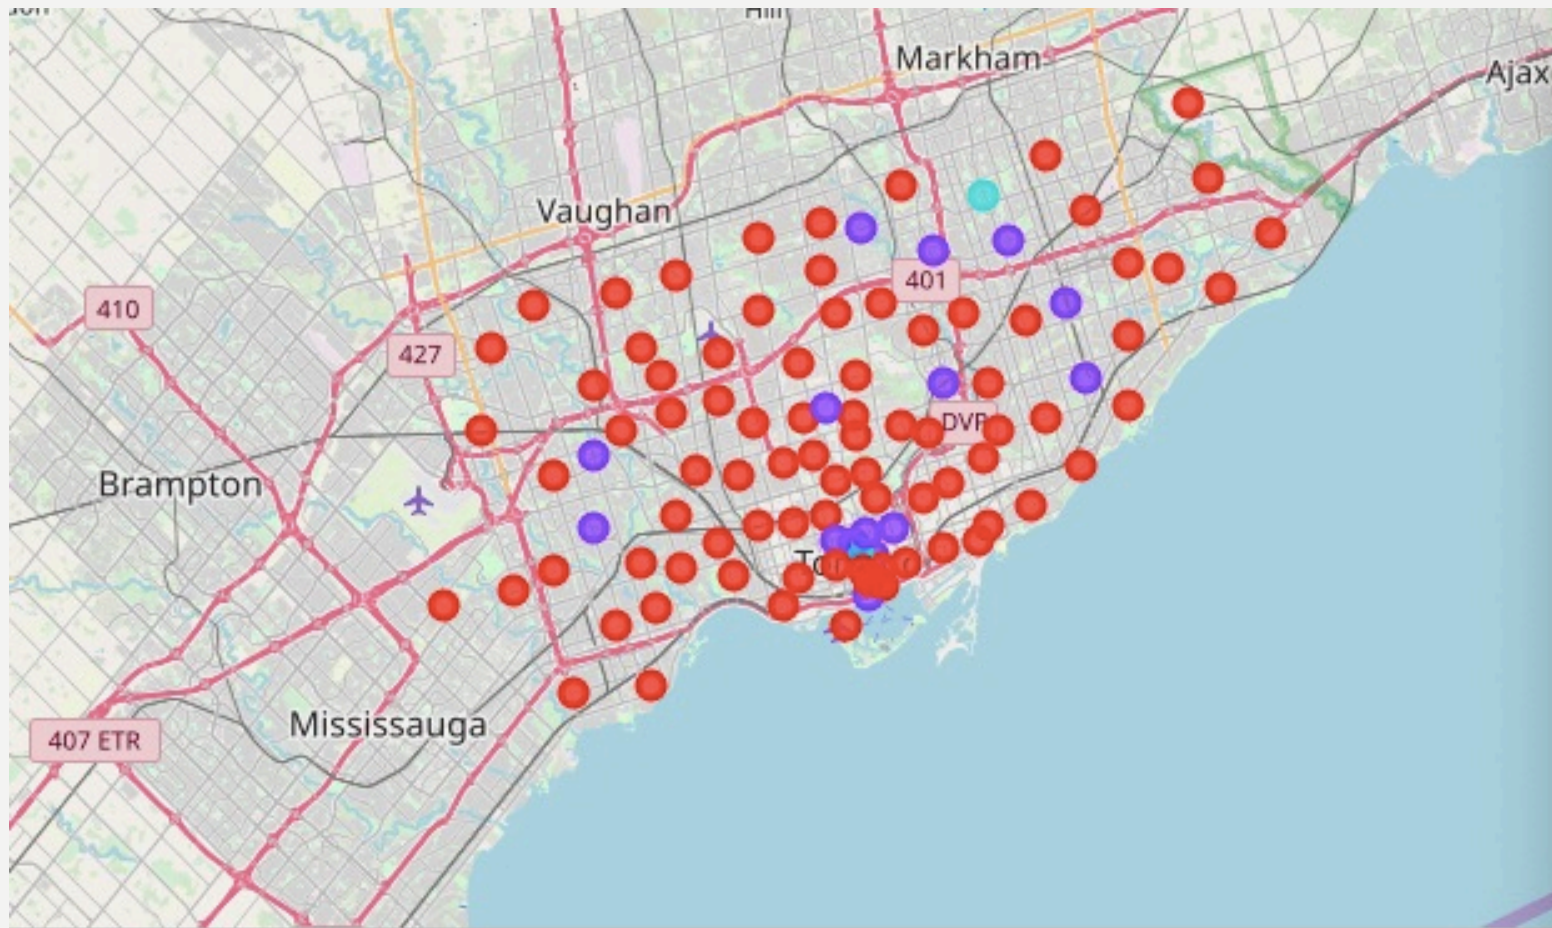 Markham
Ajax
Vaughan
401
410
427
DVP
Brampton
Mississauga
407 ETR